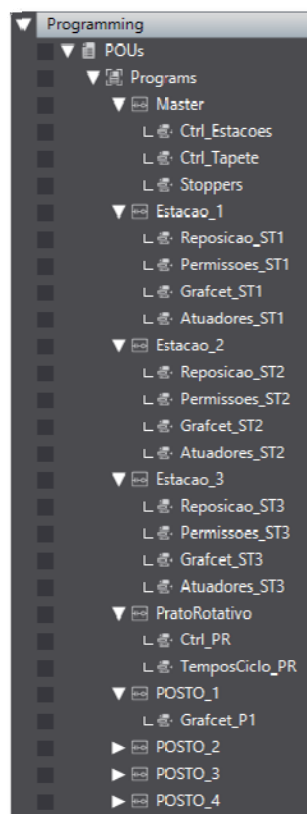 Programming
POUs
Programs
Master
Ctrl_Estacoes
Ctrl_Tapete
Stoppers
Estacao_1
Reposicao_ST1
Permissoes_ST1
Grafcet_ST1
Atuadores_ST1
Estacao_2
Reposicao_ST2
Permissoes_ST2
Grafcet_ST2
Atuadores_ST2
Estacao_3
Reposicao_ST3
Permissoes_ST3
Grafcet_ST3
Atuadores_ST3
PratoRotativo
Ctrl_PR
TemposCiclo_PR
POSTO_1
Grafcet_P1
POSTO_2
POSTO_3
POSTO_4